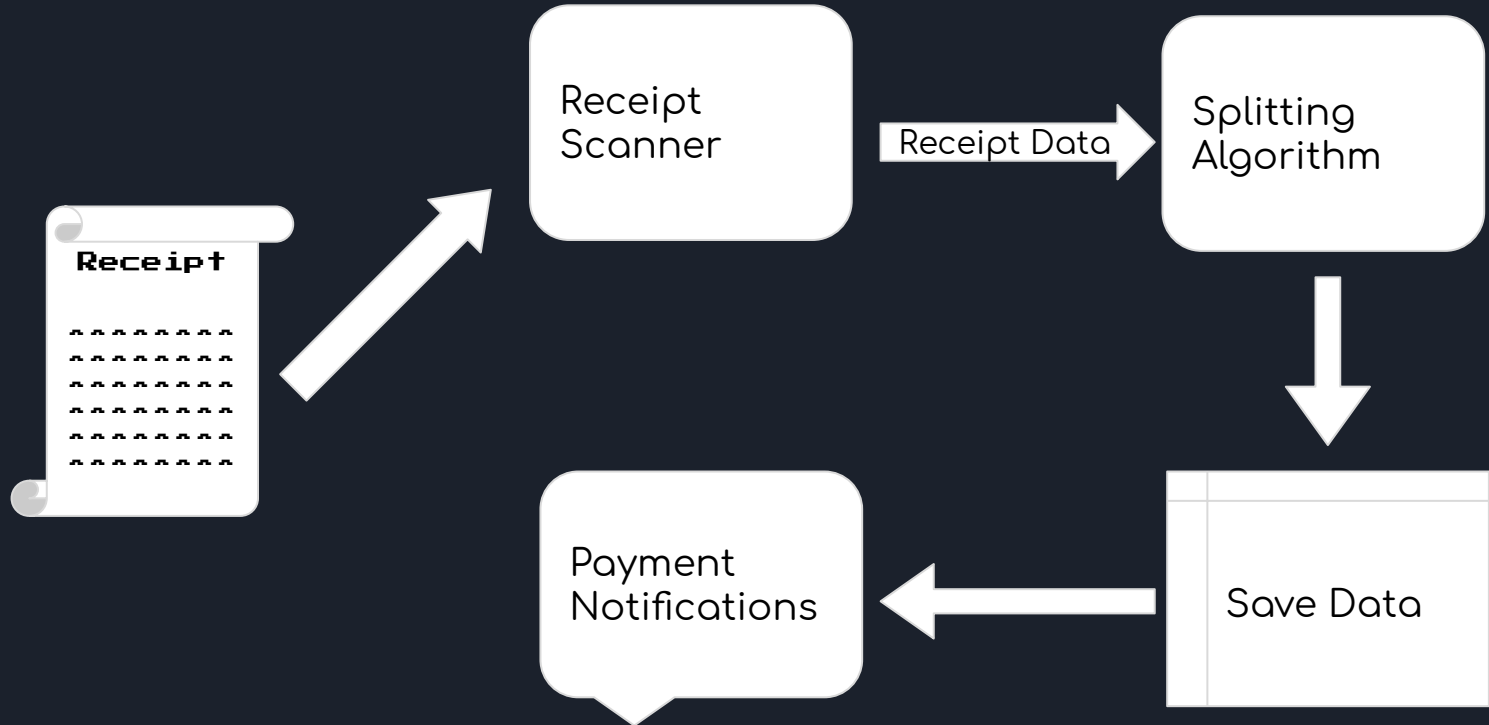 Receipt
Receipt
Scanner
Receipt Data
Splitting
Algorithm
Save Data
Payment
Notifications